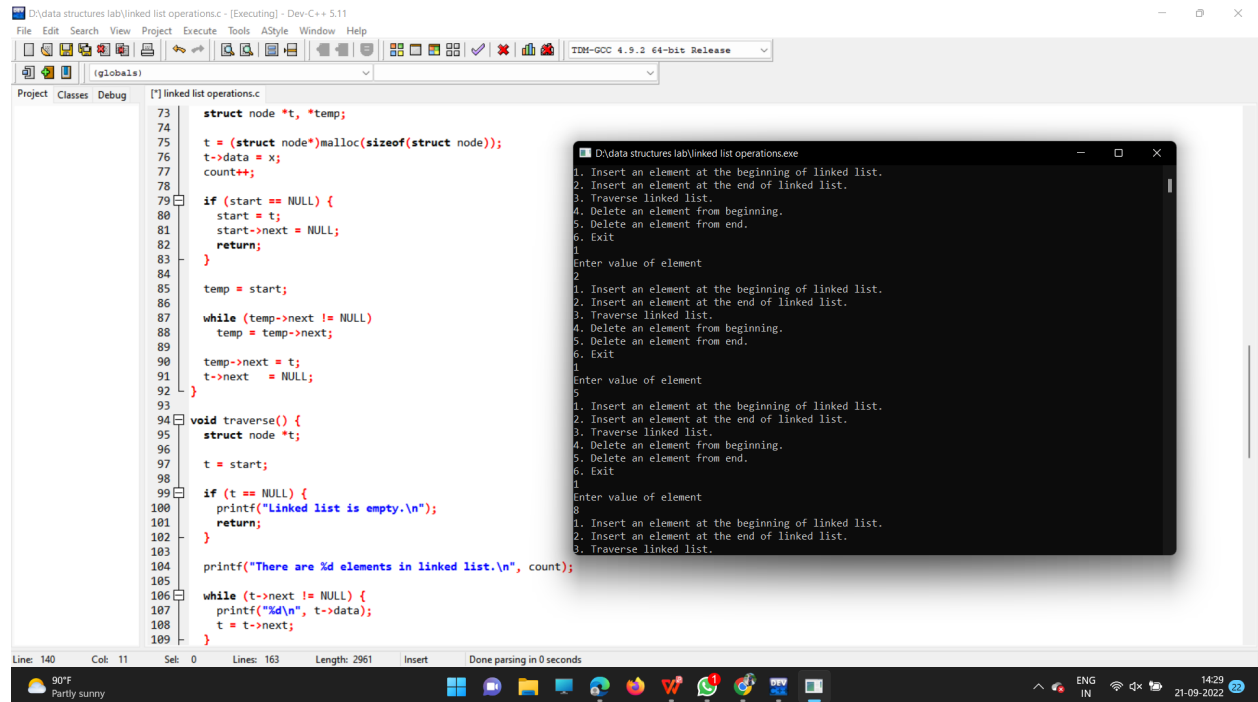 D:\data structures lab\linked list operations.c - [Executing] - Dev-C++ 5.11
File Edit Search View Project Execute Tools AStyle Window Help
TDM-GCC 4.9.2 64-bit Release
(globals)
Project Classes Debug
[*] linked list operations.c
73 struct node *t, *temp;
74
75 t = (struct node*)malloc(sizeof(struct node));
76 t->data = x;
77 count++;
78
79 if (start == NULL) {
80 start = t;
81 start->next = NULL;
82 return;
83 }
84
85 temp = start;
86
87 while (temp->next != NULL)
88 temp = temp->next;
89
90 temp->next = t;
91 t->next   = NULL;
92 }
93
94 void traverse() {
95 struct node *t;
96
97 t = start;
98
99 if (t == NULL) {
100 printf("Linked list is empty.\n");
101 return;
102 }
103
104 printf("There are %d elements in linked list.\n", count);
105
106 while (t->next != NULL) {
107 printf("%d\n", t->data);
108 t = t->next;
109 }
D:\data structures lab\linked list operations.exe
1. Insert an element at the beginning of linked list.
2. Insert an element at the end of linked list.
3. Traverse linked list.
4. Delete an element from beginning.
5. Delete an element from end.
6. Exit
1
Enter value of element
2
1. Insert an element at the beginning of linked list.
2. Insert an element at the end of linked list.
3. Traverse linked list.
4. Delete an element from beginning.
5. Delete an element from end.
6. Exit
1
Enter value of element
5
1. Insert an element at the beginning of linked list.
2. Insert an element at the end of linked list.
3. Traverse linked list.
4. Delete an element from beginning.
5. Delete an element from end.
6. Exit
1
Enter value of element
8
1. Insert an element at the beginning of linked list.
2. Insert an element at the end of linked list.
3. Traverse linked list.
Line: 140 Col: 11 Sel: 0 Lines: 163 Length: 2961 Insert Done parsing in 0 seconds
90°F
Partly sunny
1
DEV
ENG
IN
14:29
21-09-2022
22